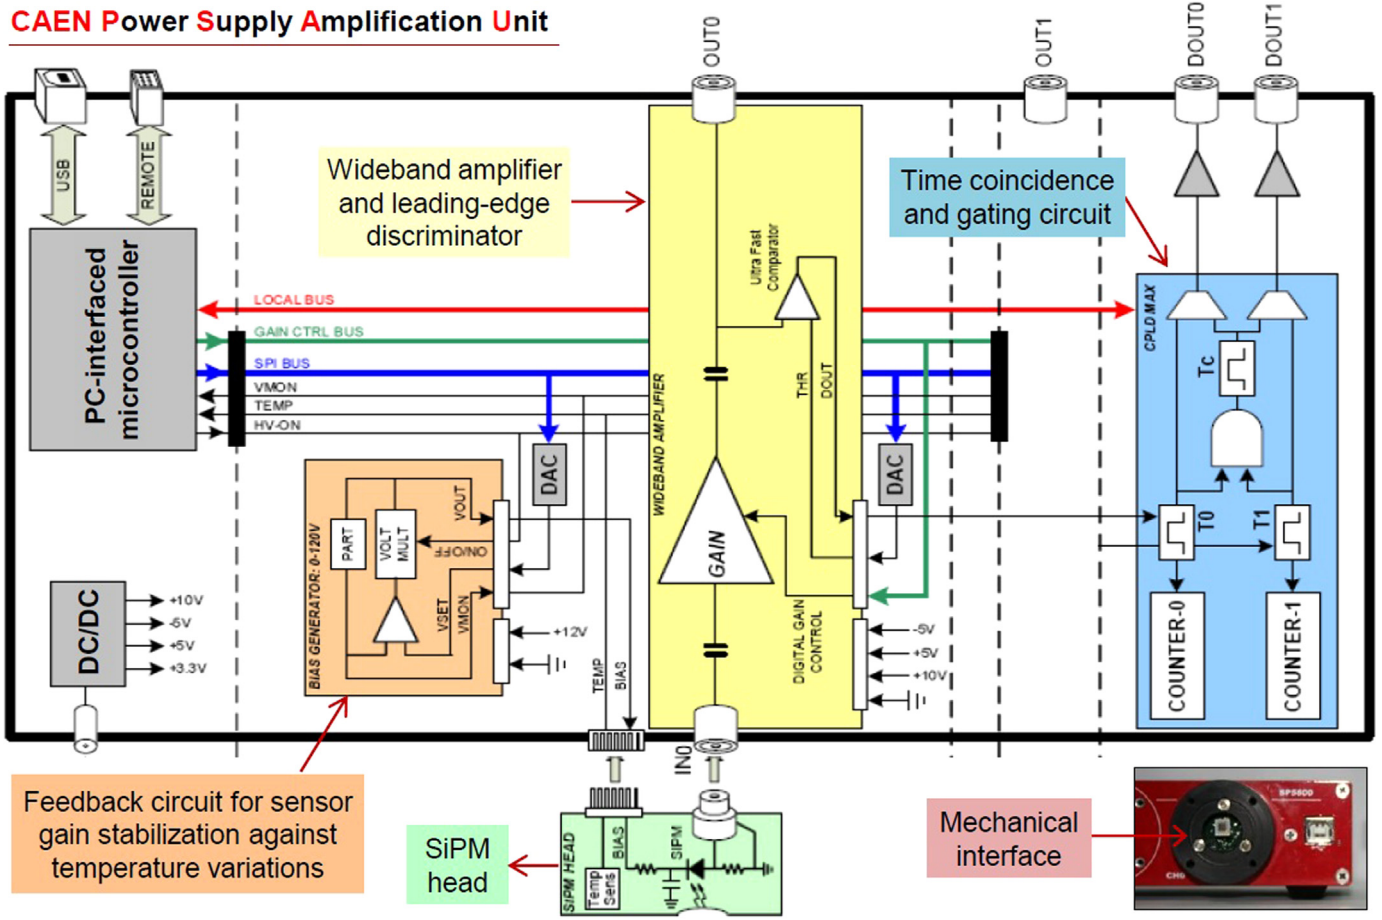 CAEN Power Supply Amplification Unit
OUT0
OUT1
DOUT0
DOUT1
USB
REMOTE
Wideband amplifier
and leading-edge
discriminator
Time coincidence
and gating circuit
PC-interfaced
microcontroller
LOCAL BUS
GAIN CTRL BUS
SPI BUS
VMON
TEMP
HV-ON
Ultra Fast
Comparator
THR
DOUT
WIDEBAND AMPLIFIER
GAIN
DIGITAL GAIN
CONTROL
DAC
DAC
CPLD MAX
Tc
T0
T1
COUNTER-0
COUNTER-1
BIAS GENERATOR: 0-120V
PART
VOLT
MULT
VOUT
ON/OFF
VSET
VMON
+12V
-5V
+5V
+10V
DC/DC
+10V
-5V
+5V
+3.3V
TEMP
BIAS
IN0
Feedback circuit for sensor
gain stabilization against
temperature variations
SiPM
head
SiPM HEAD
Temp
Sens
BIAS
SiPM
Mechanical
interface
SP5600
CH0